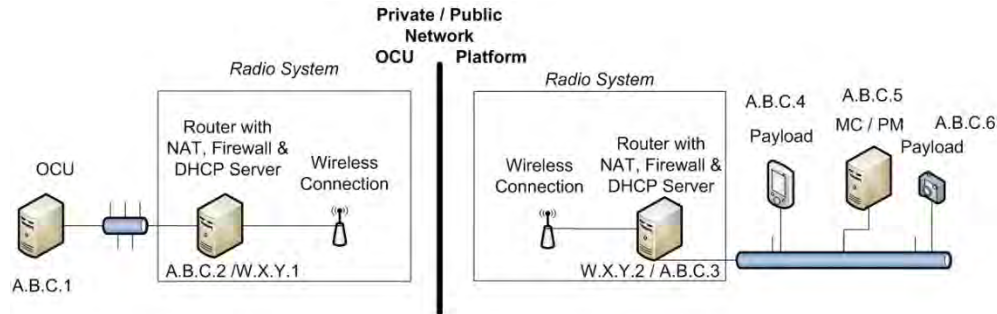 Private / Public
Network
OCU Platform
Radio System
Router with
NAT, Firewall &
DHCP Server
Wireless
Connection
OCU
A.B.C.1
A.B.C.2 /W.X.Y.1
Radio System
Wireless
Connection
Router with
NAT, Firewall &
DHCP Server
W.X.Y.2 / A.B.C.3
A.B.C.4
Payload
A.B.C.5
MC / PM
A.B.C.6
Payload